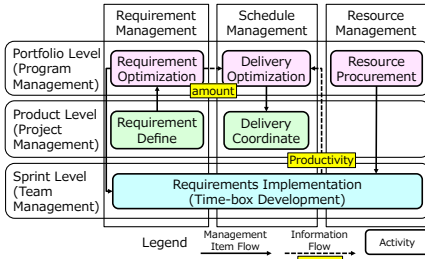 Requirement
Management
Schedule
Management
Resource
Management
Portfolio Level
(Program
Management)
Requirement
Optimization
Delivery
Optimization
Resource
Procurement
amount
Product Level
(Project
Management)
Requirement
Define
Delivery
Coordinate
Productivity
Sprint Level
(Team
Management)
Requirements Implementation
(Time-box Development)
Legend
Management
Item Flow
Information
Flow
Activity